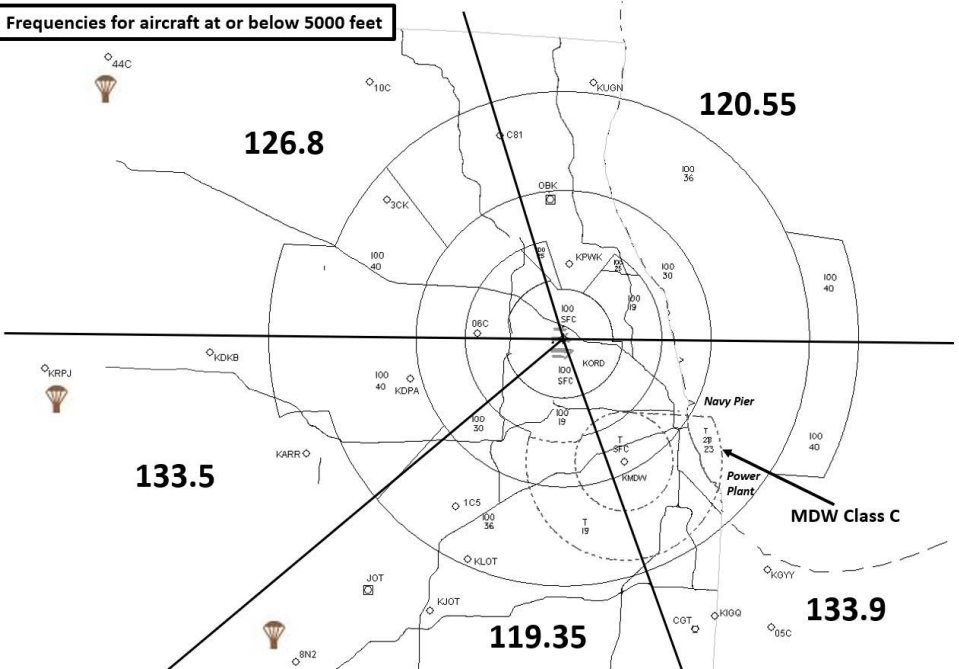 Frequencies for aircraft at or below 5000 feet
44C
10C
KUGN
120.55
126.8
C81
100
36
OBK
3CK
100
40
KPWK
100
25
100
30
100
40
100
19
100
SFC
06C
KORD
KDKB
KRPJ
100
SFC
100
40
KDPA
Navy Pier
100
19
100
30
T
23
100
40
T
SFC
KARR
133.5
KMDW
Power
Plant
1C5
MDW Class C
100
36
T
19
KLOT
KGYY
JOT
KJOT
133.9
KIGQ
CGT
05C
119.35
8N2